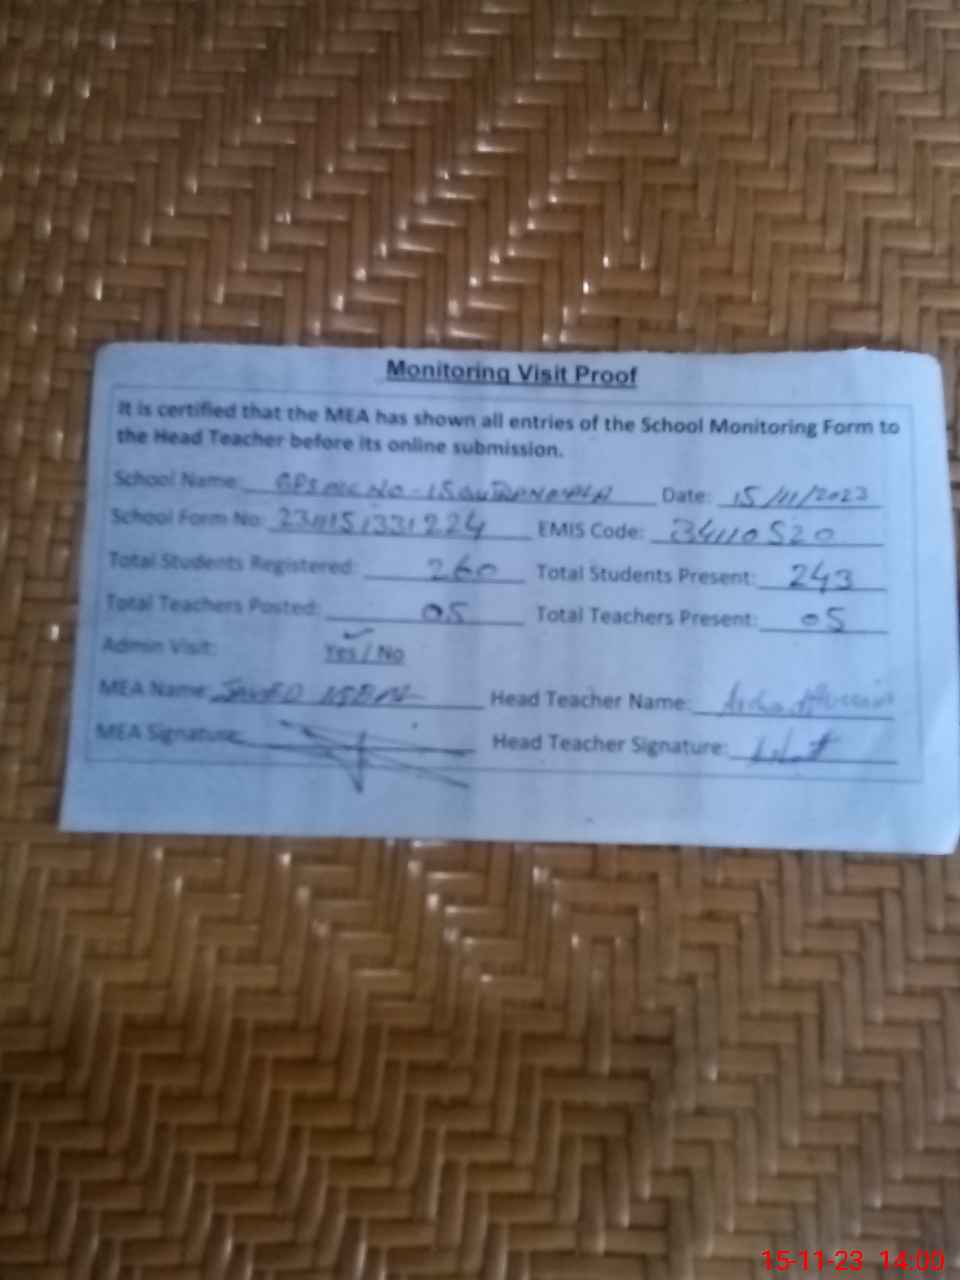 Monitoring Visit Proof
It is certified that the MEA has shown all entries of the School Monitoring Form to
the Head Teacher before its online submission.
School Name: Date: 15/11/2023
School Form No: EMIS Code: 34110520
Total Students Registered: 260 Total Students Present: 243
Total Teachers Posted: 05 Total Teachers Present: 05
Admin Visit: Yes / No
MEA Name: Head Teacher Name:
MEA Signature: Head Teacher Signature:
15-11-23 14:00